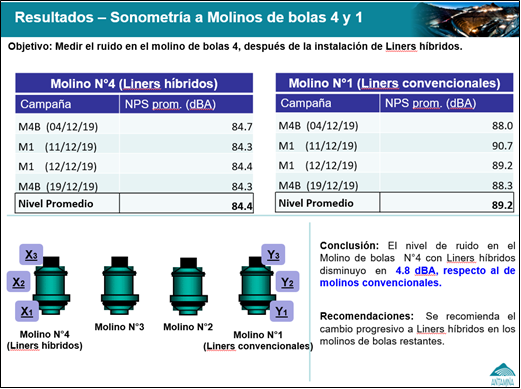 Resultados – Sonometría a Molinos de bolas 4 y 1
Objetivo: Medir el ruido en el molino de bolas 4, después de la instalación de Liners híbridos.
Molino N°4 (Liners híbridos)
Campaña NPS prom. (dBA)
M4B (04/12/19) 84.7
M1 (11/12/19) 84.3
M1 (12/12/19) 84.4
M4B (19/12/19) 84.3
Nivel Promedio 84.4
Molino N°1 (Liners convencionales)
Campaña NPS prom. (dBA)
M4B (04/12/19) 88.0
M1 (11/12/19) 90.7
M1 (12/12/19) 89.2
M4B (19/12/19) 88.3
Nivel Promedio 89.2
X3
X2
X1
Molino N°4
(Liners hibridos)
Molino N°3
Molino N°2
Y3
Y2
Y1
Molino N°1
(Liners convencionales)
Conclusión: El nivel de ruido en el
Molino de bolas N°4 con Liners híbridos
disminuyo en 4.8 dBA, respecto al de
molinos convencionales.
Recomendaciones: Se recomienda el
cambio progresivo a Liners híbridos en los
molinos de bolas restantes.
ANTAMINA